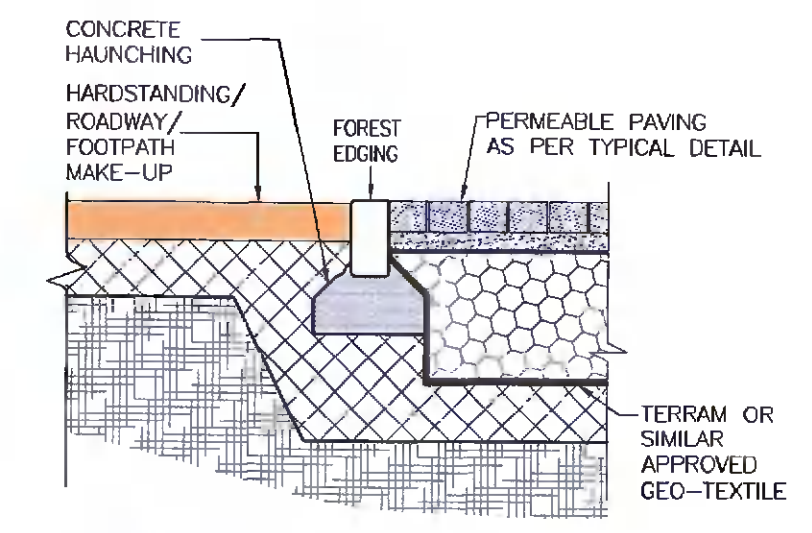 CONCRETE
HAUNCHING
HARDSTANDING/
ROADWAY/
FOOTPATH
MAKE-UP
FOREST
EDGING
PERMEABLE PAVING
AS PER TYPICAL DETAIL
TERRAM OR
SIMILAR
APPROVED
GEO-TEXTILE